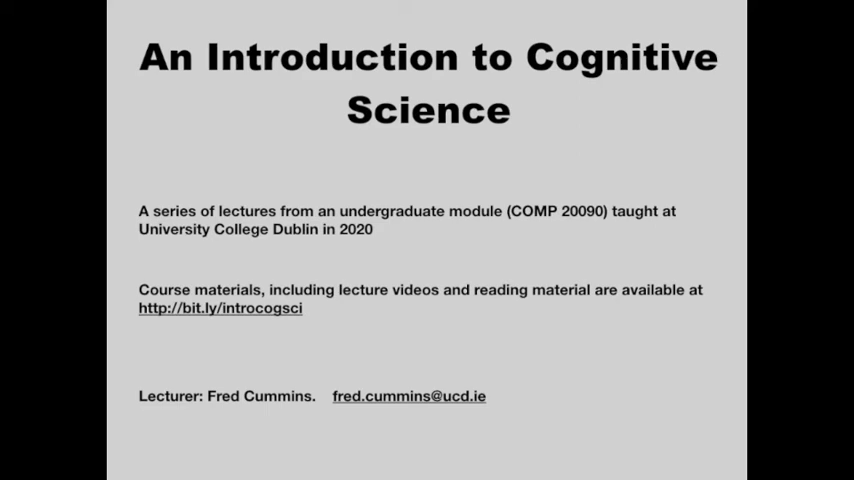 An Introduction to Cognitive
Science
A series of lectures from an undergraduate module (COMP 20090) taught at
University College Dublin in 2020
Course materials, including lecture videos and reading material are available at
http://bit.ly/introcogsci
Lecturer: Fred Cummins. fred.cummins@ucd.ie